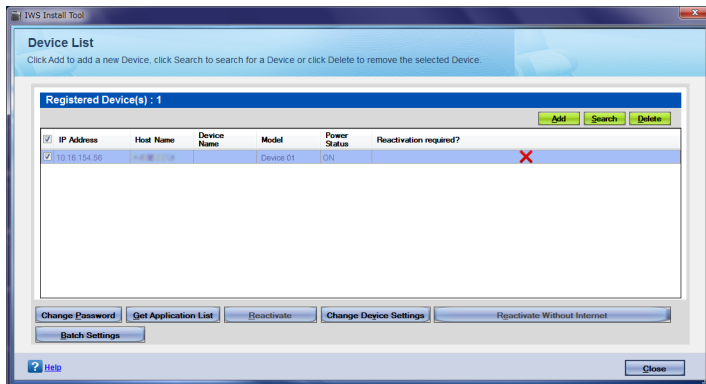 IWS Install Tool
Device List
Click Add to add a new Device, click Search to search for a Device or click Delete to remove the selected Device.
Registered Device(s) : 1
Add Search Delete
IP Address Host Name Device Name Model Power Status Reactivation required?
10.16.154.56 Device 01 ON
Change Password Get Application List Reactivate Change Device Settings Reactivate Without Internet
Batch Settings
Help Close